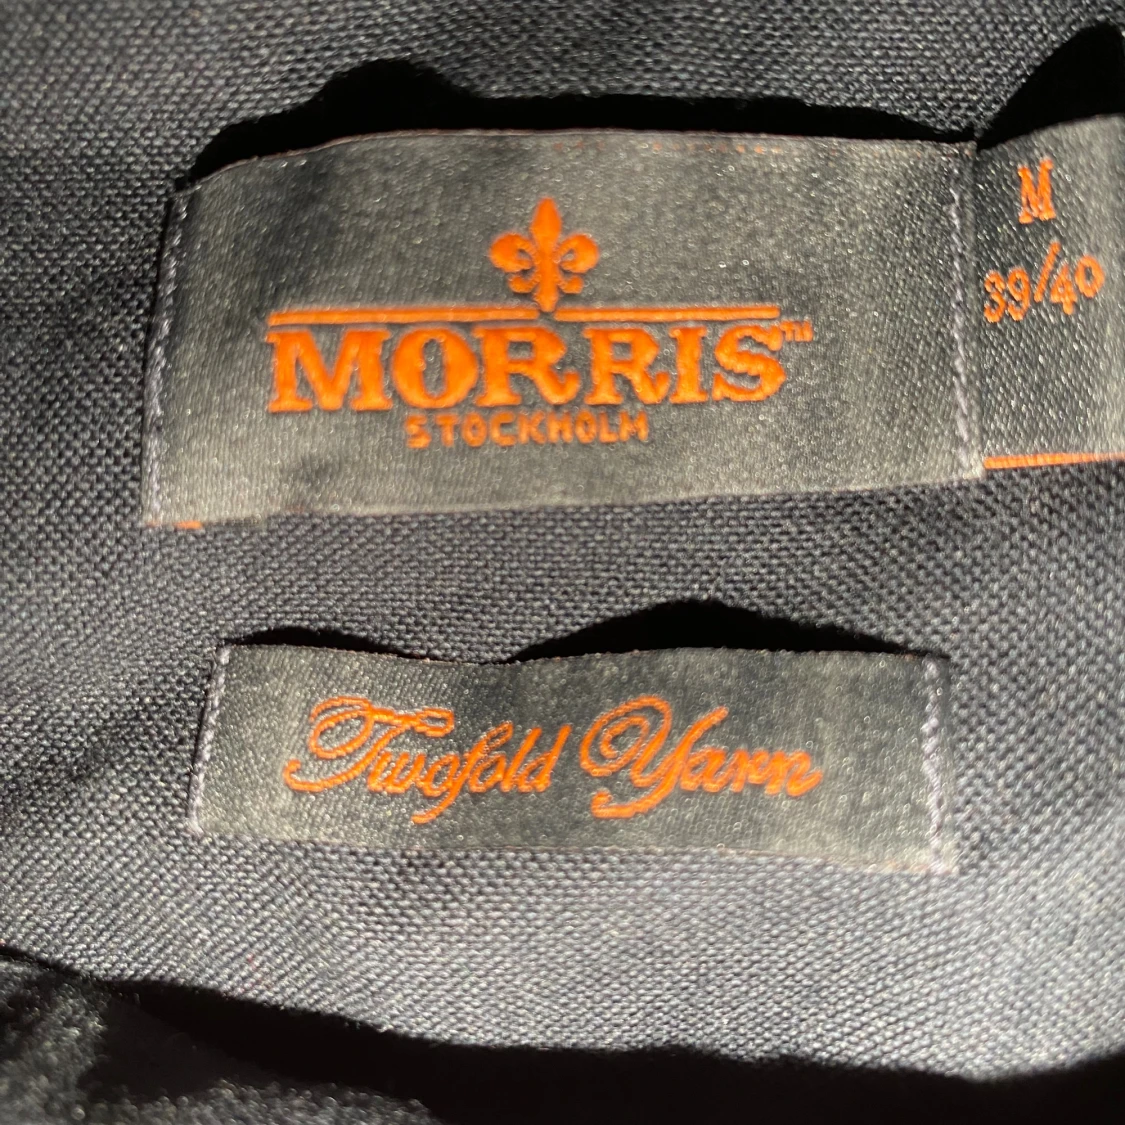 MORRIS™
STOCKHOLM
M
39/40
Twofold Yarn